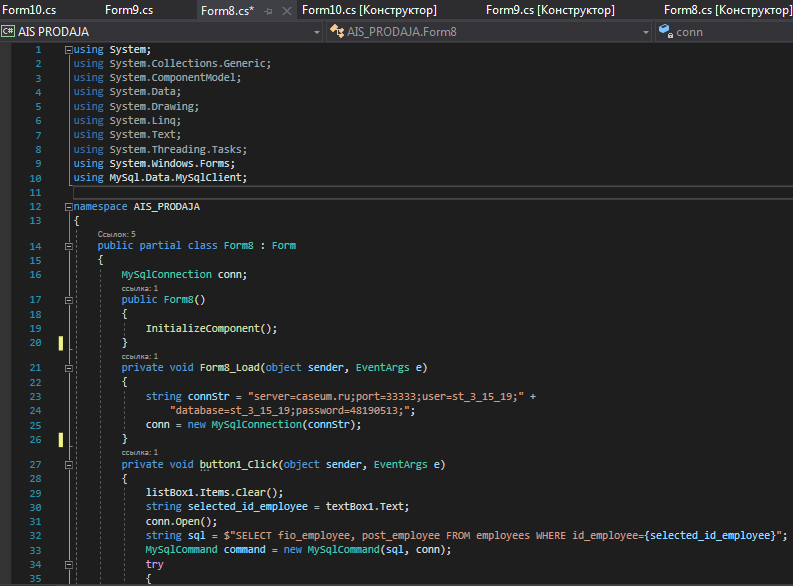 Form10.cs Form9.cs Form8.cs* Form10.cs [Конструктор] Form9.cs [Конструктор] Form8.cs [Конструктор]
C# AIS PRODAJA AIS_PRODAJA.Form8 conn
1 using System;
2 using System.Collections.Generic;
3 using System.ComponentModel;
4 using System.Data;
5 using System.Drawing;
6 using System.Linq;
7 using System.Text;
8 using System.Threading.Tasks;
9 using System.Windows.Forms;
10 using MySql.Data.MySqlClient;
11
12 namespace AIS_PRODAJA
13 {
Ссылок: 5
14 public partial class Form8 : Form
15 {
16 MySqlConnection conn;
ссылка: 1
17 public Form8()
18 {
19 InitializeComponent();
20 }
ссылка: 1
21 private void Form8_Load(object sender, EventArgs e)
22 {
23 string connStr = "server=caseum.ru;port=33333;user=st_3_15_19;" +
24 "database=st_3_15_19;password=48190513;";
25 conn = new MySqlConnection(connStr);
26 }
ссылка: 1
27 private void button1_Click(object sender, EventArgs e)
28 {
29 listBox1.Items.Clear();
30 string selected_id_employee = textBox1.Text;
31 conn.Open();
32 string sql = $"SELECT fio_employee, post_employee FROM employees WHERE id_employee={selected_id_employee}";
33 MySqlCommand command = new MySqlCommand(sql, conn);
34 try
35 {